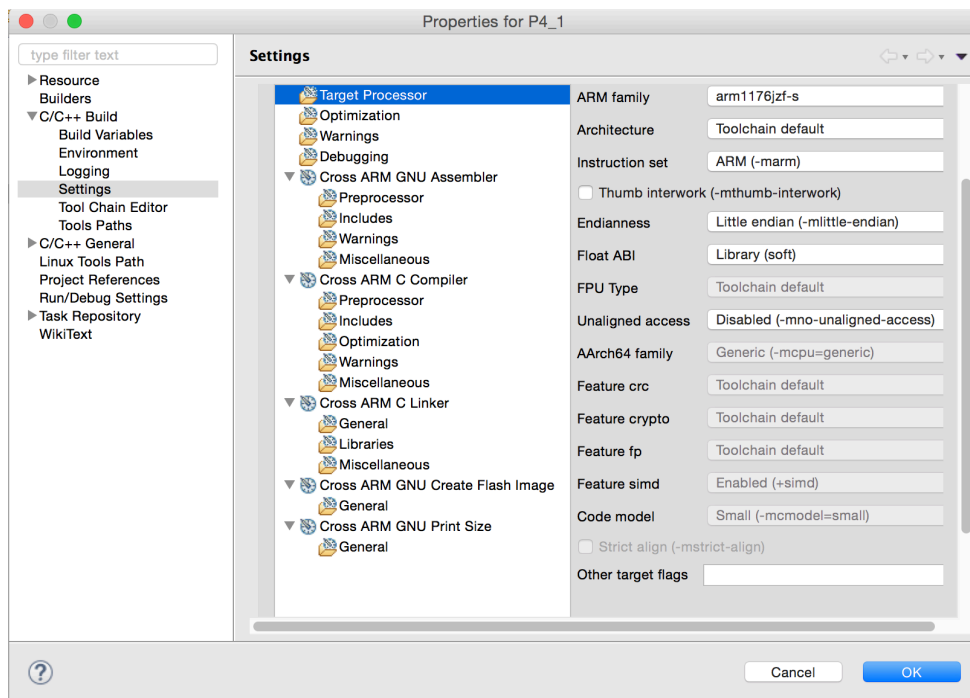 Properties for P4_1
type filter text
Resource
Builders
C/C++ Build
Build Variables
Environment
Logging
Settings
Tool Chain Editor
Tools Paths
C/C++ General
Linux Tools Path
Project References
Run/Debug Settings
Task Repository
WikiText
Settings
Target Processor
Optimization
Warnings
Debugging
Cross ARM GNU Assembler
Preprocessor
Includes
Warnings
Miscellaneous
Cross ARM C Compiler
Preprocessor
Includes
Optimization
Warnings
Miscellaneous
Cross ARM C Linker
General
Libraries
Miscellaneous
Cross ARM GNU Create Flash Image
General
Cross ARM GNU Print Size
General
ARM family arm1176jzf-s
Architecture Toolchain default
Instruction set ARM (-marm)
Thumb interwork (-mthumb-interwork)
Endianness Little endian (-mlittle-endian)
Float ABI Library (soft)
FPU Type Toolchain default
Unaligned access Disabled (-mno-unaligned-access)
AArch64 family Generic (-mcpu=generic)
Feature crc Toolchain default
Feature crypto Toolchain default
Feature fp Toolchain default
Feature simd Enabled (+simd)
Code model Small (-mcmodel=small)
Strict align (-mstrict-align)
Other target flags
?
Cancel
OK